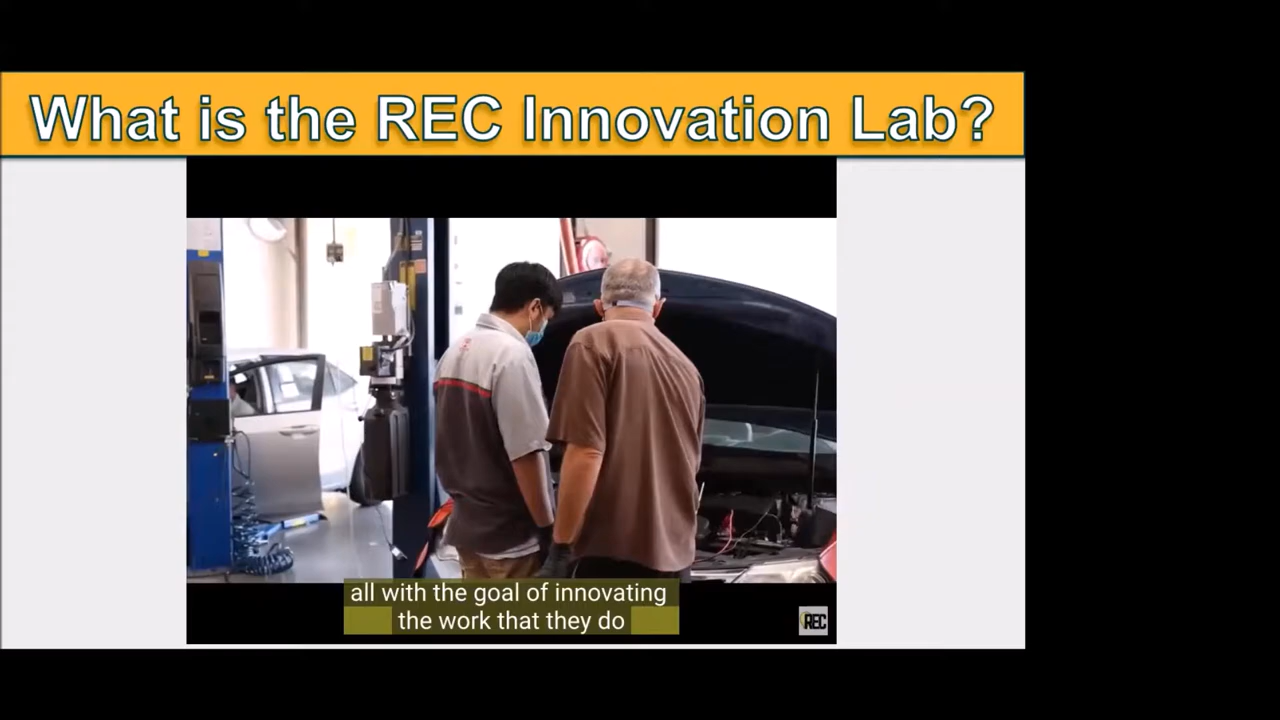 What is the REC Innovation Lab?
all with the goal of innovating
the work that they do
REC